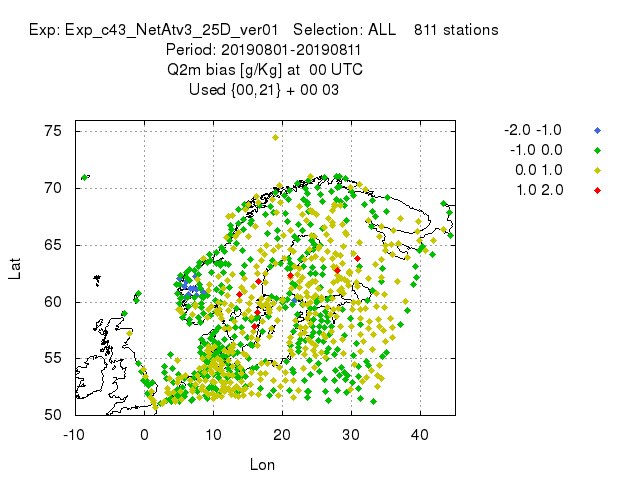 Exp: Exp_c43_NetAtv3_25D_ver01 Selection: ALL 811 stations
Period: 20190801-20190811
Q2m bias [g/Kg] at 00 UTC
Used {00,21} + 00 03
-2.0 -1.0
-1.0 0.0
0.0 1.0
1.0 2.0
75
70
65
60
55
50
Lat
-10 0 10 20 30 40
Lon